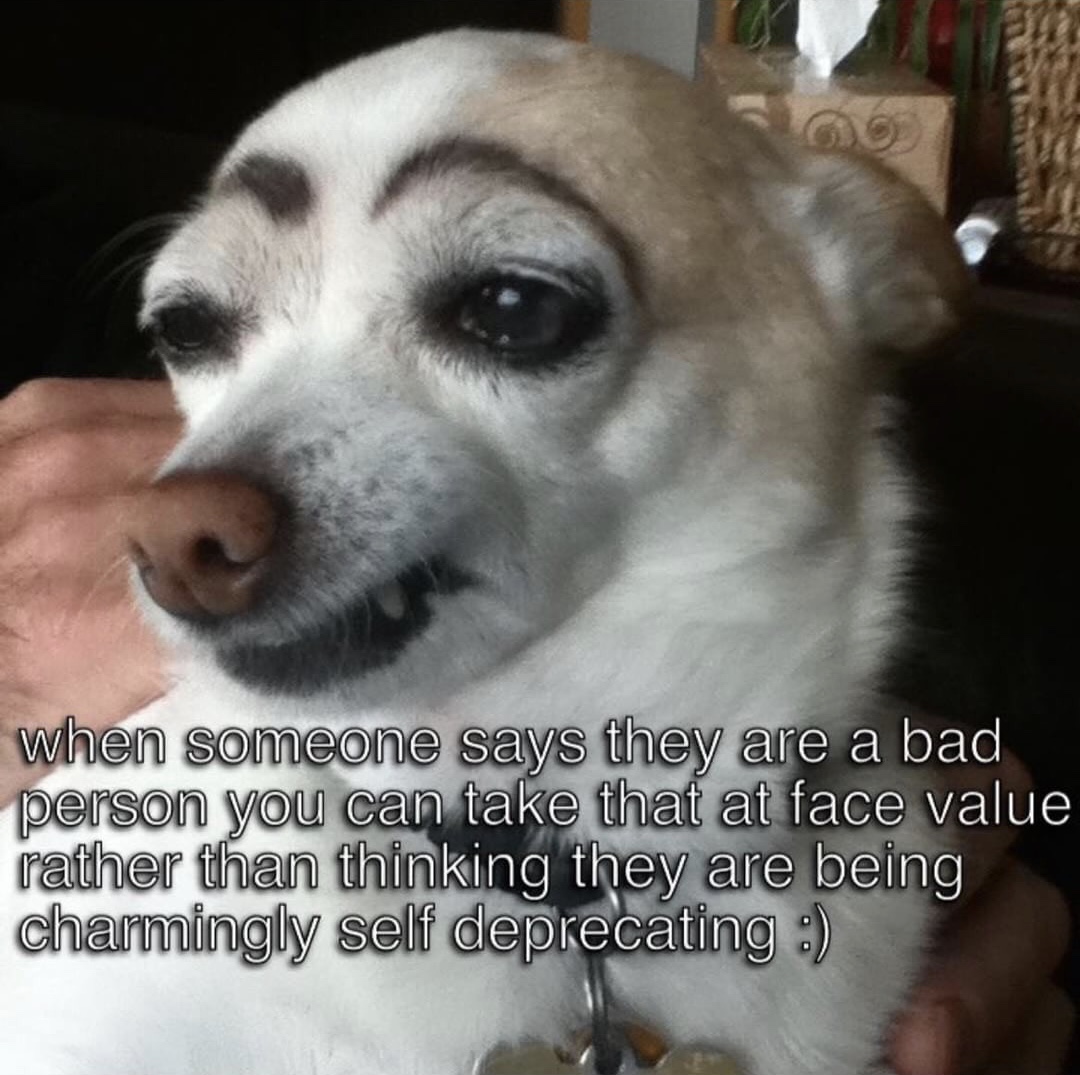 when someone says they are a bad
person you can take that at face value
rather than thinking they are being
charmingly self deprecating :)